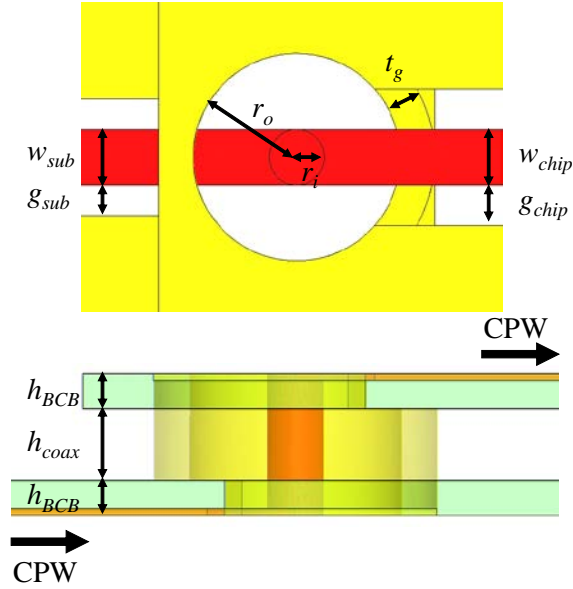 t_g
r_o
w_sub
r_i
w_chip
g_sub
g_chip
CPW
h_BCB
h_coax
h_BCB
CPW